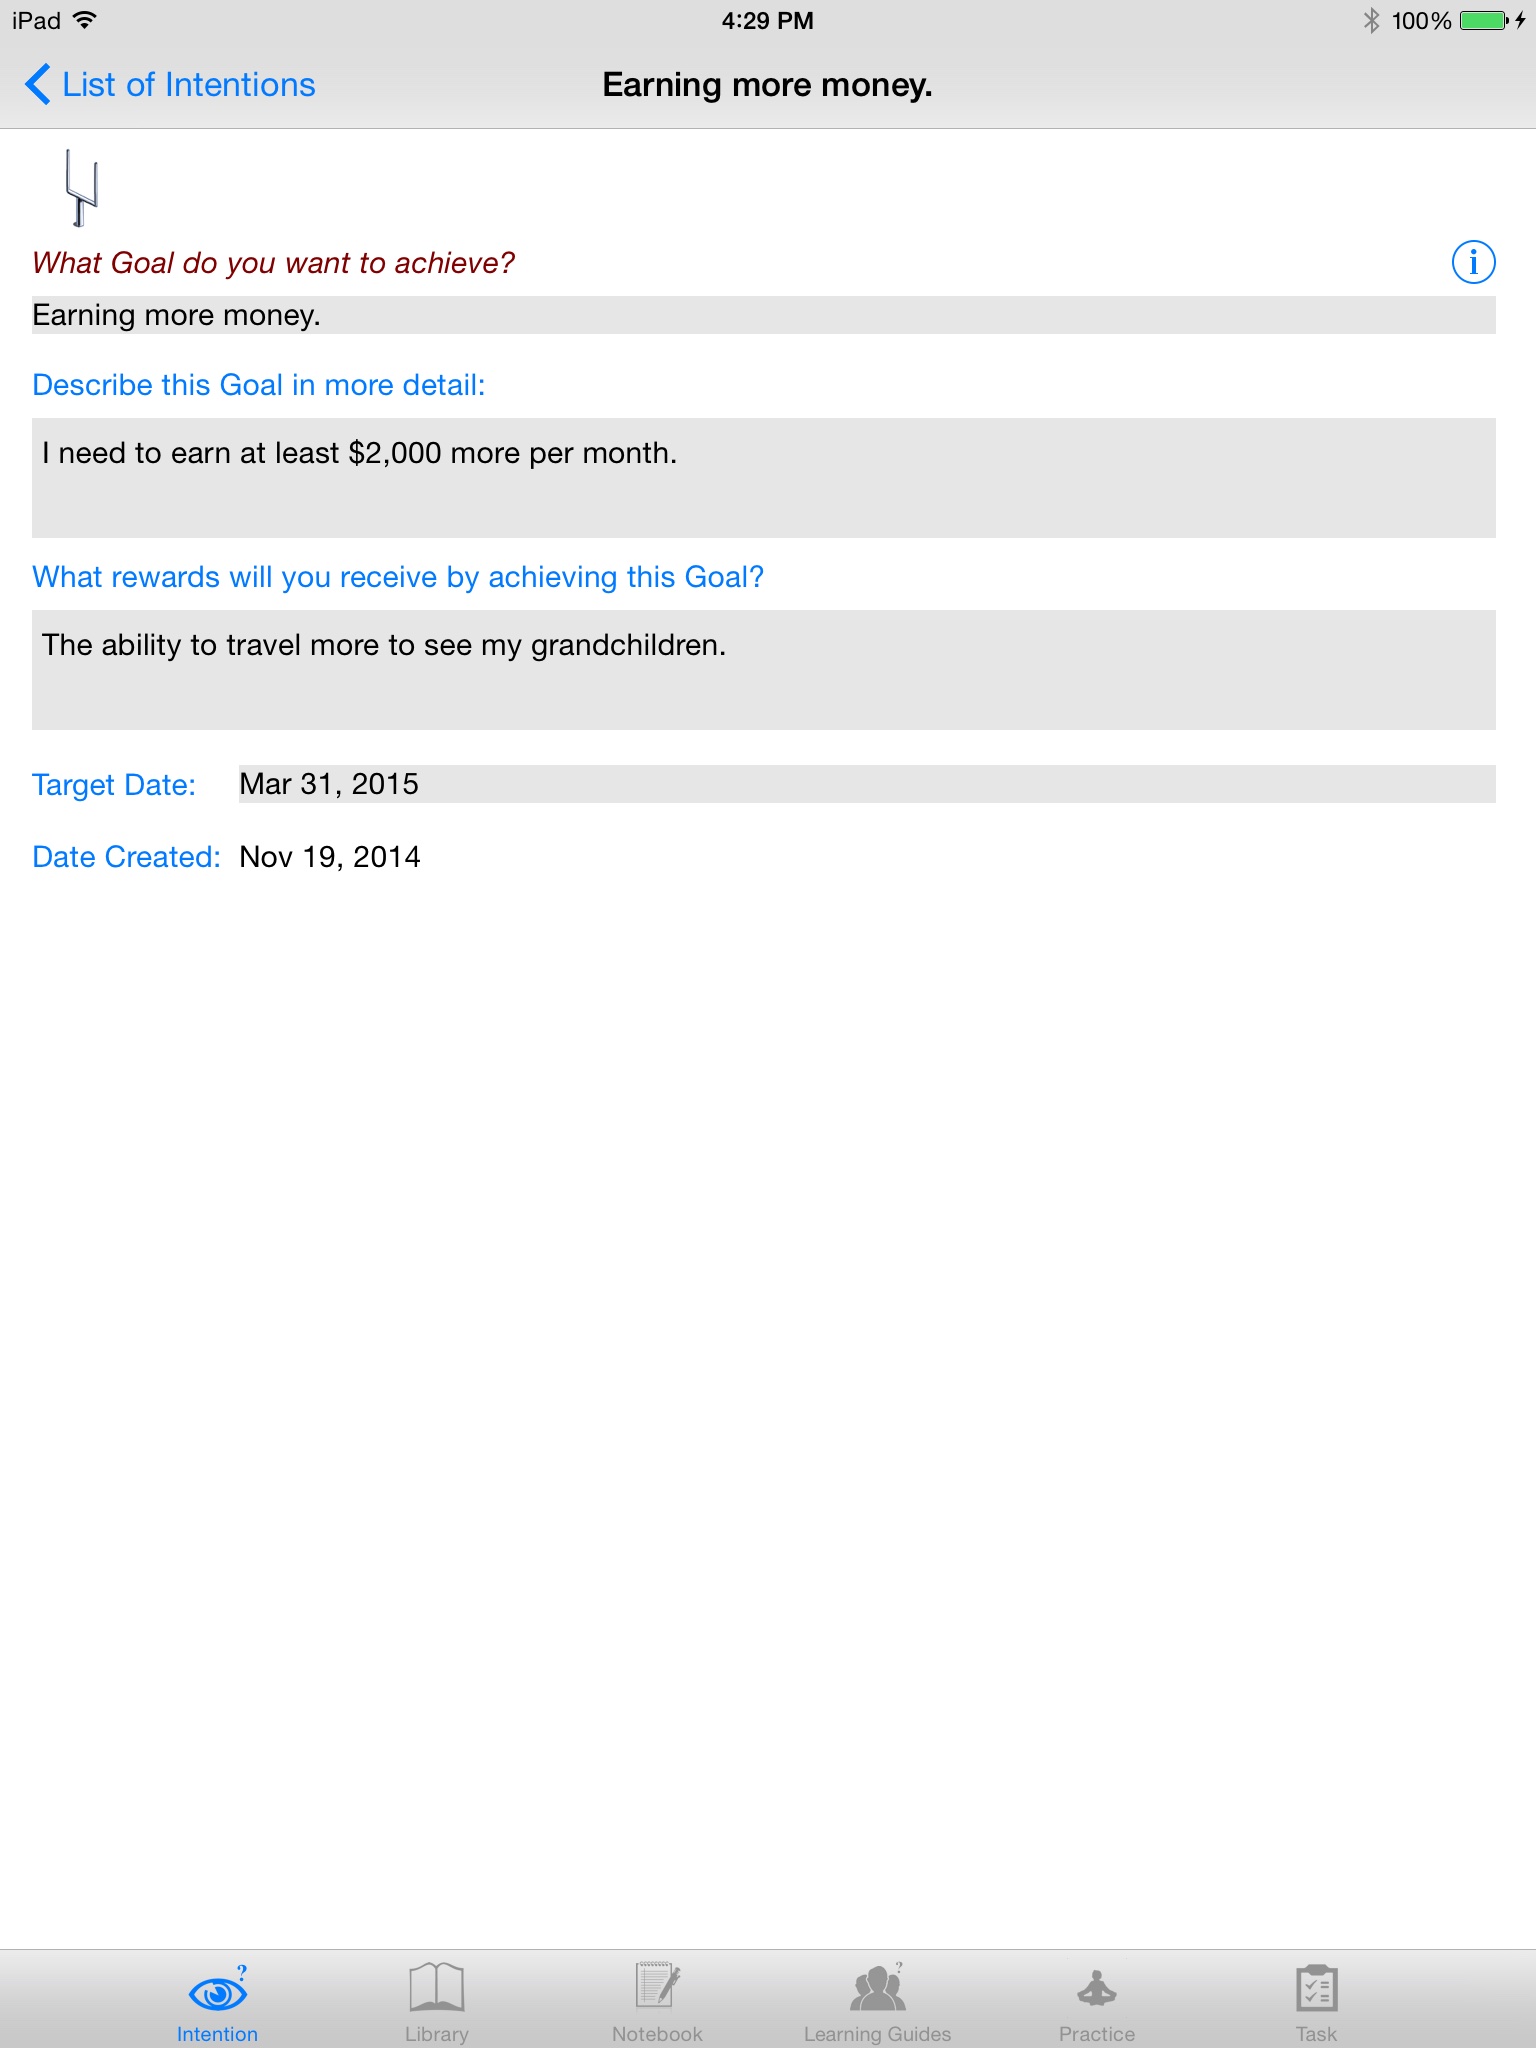 iPad 4:29 PM 100%
List of Intentions Earning more money.
What Goal do you want to achieve?
Earning more money.
Describe this Goal in more detail:
I need to earn at least $2,000 more per month.
What rewards will you receive by achieving this Goal?
The ability to travel more to see my grandchildren.
Target Date: Mar 31, 2015
Date Created: Nov 19, 2014
Intention Library Notebook Learning Guides Practice Task